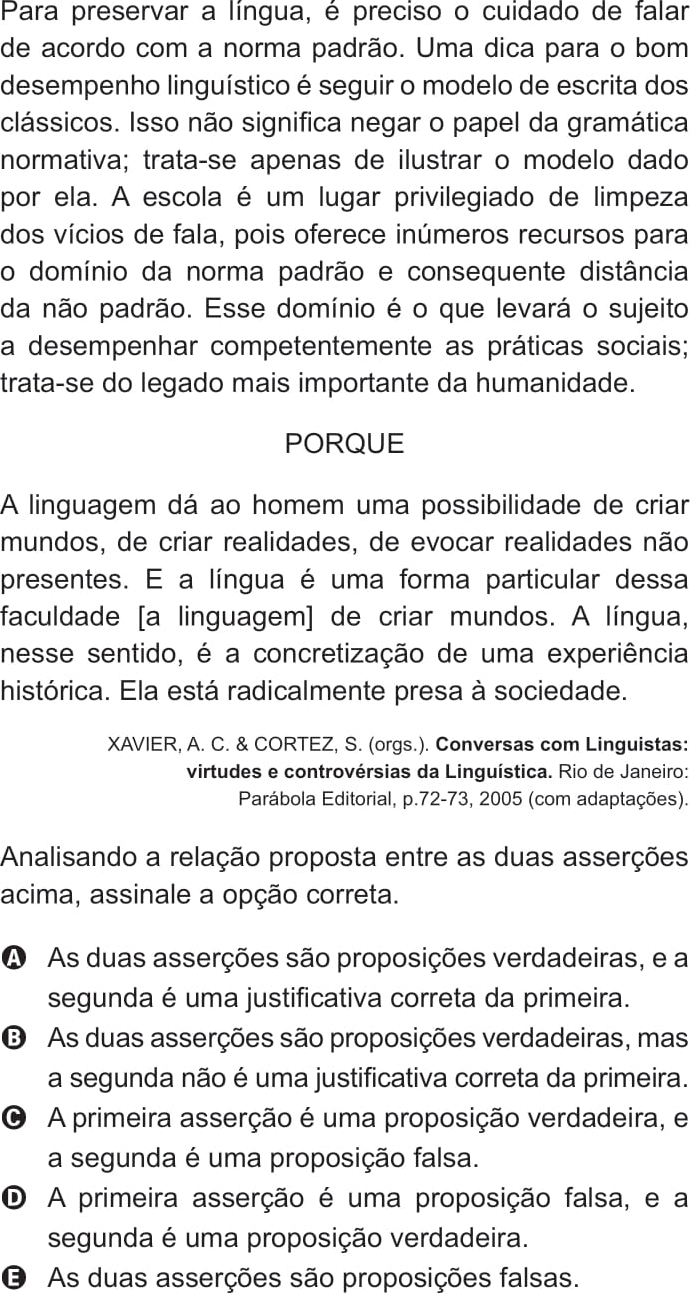 Para preservar a língua, é preciso o cuidado de falar
de acordo com a norma padrão. Uma dica para o bom
desempenho linguístico é seguir o modelo de escrita dos
clássicos. Isso não significa negar o papel da gramática
normativa; trata-se apenas de ilustrar o modelo dado
por ela. A escola é um lugar privilegiado de limpeza
dos vícios de fala, pois oferece inúmeros recursos para
o domínio da norma padrão e consequente distância
da não padrão. Esse domínio é o que levará o sujeito
a desempenhar competentemente as práticas sociais;
trata-se do legado mais importante da humanidade.
PORQUE
A linguagem dá ao homem uma possibilidade de criar
mundos, de criar realidades, de evocar realidades não
presentes. E a língua é uma forma particular dessa
faculdade [a linguagem] de criar mundos. A língua,
nesse sentido, é a concretização de uma experiência
histórica. Ela está radicalmente presa à sociedade.
XAVIER, A. C. & CORTEZ, S. (orgs.). Conversas com Linguistas:
virtudes e controvérsias da Linguística. Rio de Janeiro:
Parábola Editorial, p.72-73, 2005 (com adaptações).
Analisando a relação proposta entre as duas asserções
acima, assinale a opção correta.
A As duas asserções são proposições verdadeiras, e a
segunda é uma justificativa correta da primeira.
B As duas asserções são proposições verdadeiras, mas
a segunda não é uma justificativa correta da primeira.
C A primeira asserção é uma proposição verdadeira, e
a segunda é uma proposição falsa.
D A primeira asserção é uma proposição falsa, e a
segunda é uma proposição verdadeira.
E As duas asserções são proposições falsas.